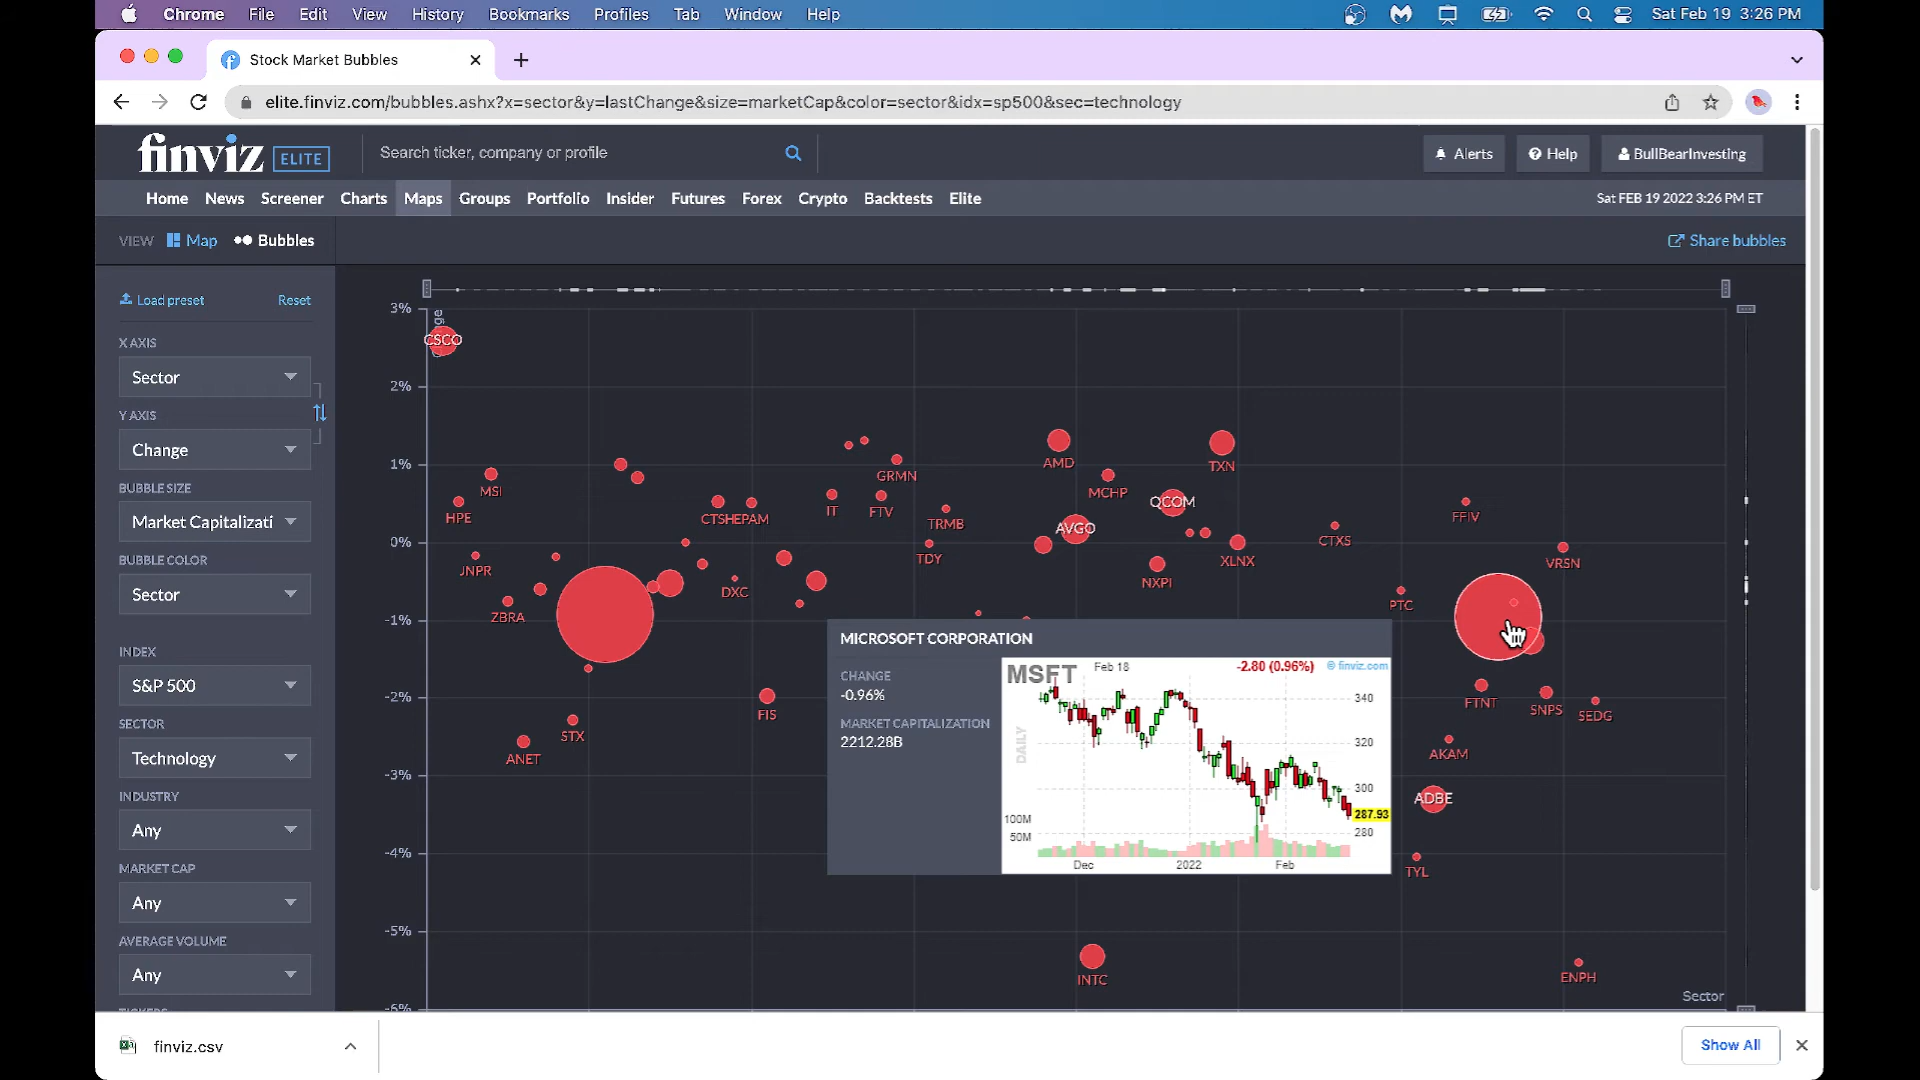 Chrome File Edit View History Bookmarks Profiles Tab Window Help Sat Feb 19 3:26 PM
Stock Market Bubbles
elite.finviz.com/bubbles.ashx?x=sector&y=lastChange&size=marketCap&color=sector&idx=sp500&sec=technology
finviz ELITE Search ticker, company or profile Alerts Help BullBearInvesting
Home News Screener Charts Maps Groups Portfolio Insider Futures Forex Crypto Backtests Elite Sat FEB 19 2022 3:26 PM ET
VIEW Map Bubbles Share bubbles
Load preset Reset
X AXIS
Sector
Y AXIS
Change
BUBBLE SIZE
Market Capitalizati
BUBBLE COLOR
Sector
INDEX
S&P 500
SECTOR
Technology
INDUSTRY
Any
MARKET CAP
Any
AVERAGE VOLUME
Any
TICKERS
3%
2%
1%
0%
-1%
-2%
-3%
-4%
-5%
-6%
CSCO
AMD
TXN
GRMN
MSI
MCHP
QCOM
HPE
CTSH
EPAM
IT
FTV
TRMB
AVGO
FFIV
CTXS
JNPR
TDY
XLNX
VRSN
DXC
NXPI
ZBRA
PTC
FIS
FTNT
SNPS
SEDG
STX
ANET
AKAM
ADBE
TYL
INTC
ENPH
Sector
MICROSOFT CORPORATION
CHANGE
-0.96%
MARKET CAPITALIZATION
2212.28B
MSFT Feb 18 -2.80 (0.96%) © finviz.com
DAILY
340
320
300
287.93
280
100M
50M
Dec 2022 Feb
finviz.csv Show All